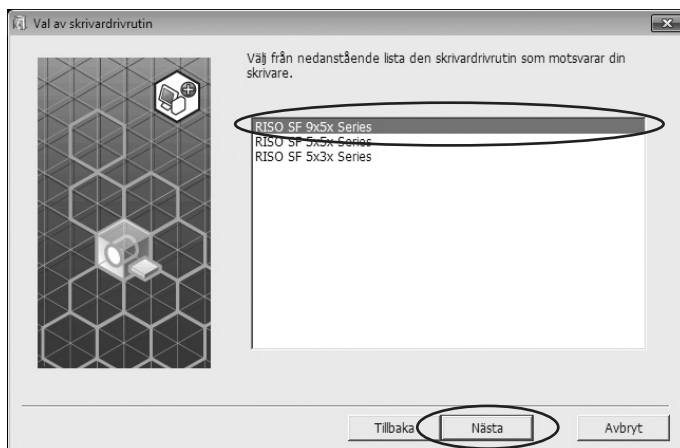 Val av skrivardrivrutin
Välj från nedanstående lista den skrivardrivrutin som motsvarar din
skrivare.
RISO SF 9x5x Series
RISO SF 5x5x Series
RISO SF 5x3x Series
Tillbaka Nästa Avbryt